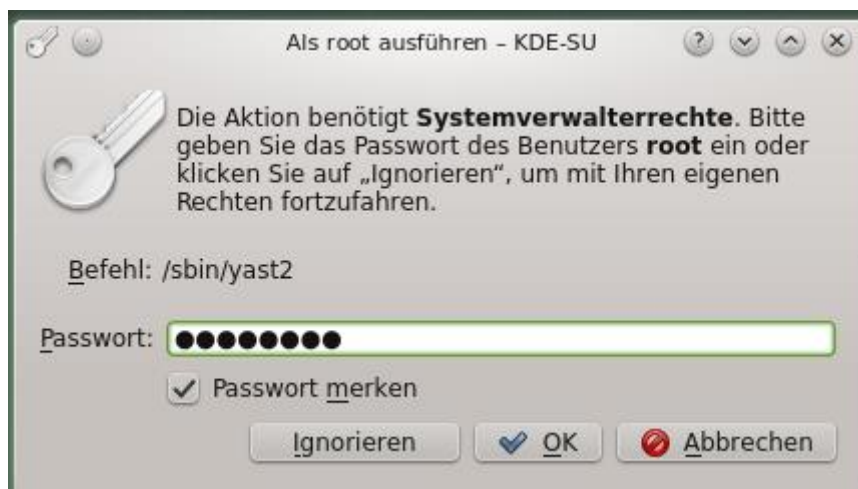 Als root ausführen – KDE-SU
Die Aktion benötigt Systemverwalterrechte. Bitte
geben Sie das Passwort des Benutzers root ein oder
klicken Sie auf „Ignorieren“, um mit Ihren eigenen
Rechten fortzufahren.
Befehl: /sbin/yast2
Passwort: ●●●●●●●●
Passwort merken
Ignorieren OK Abbrechen